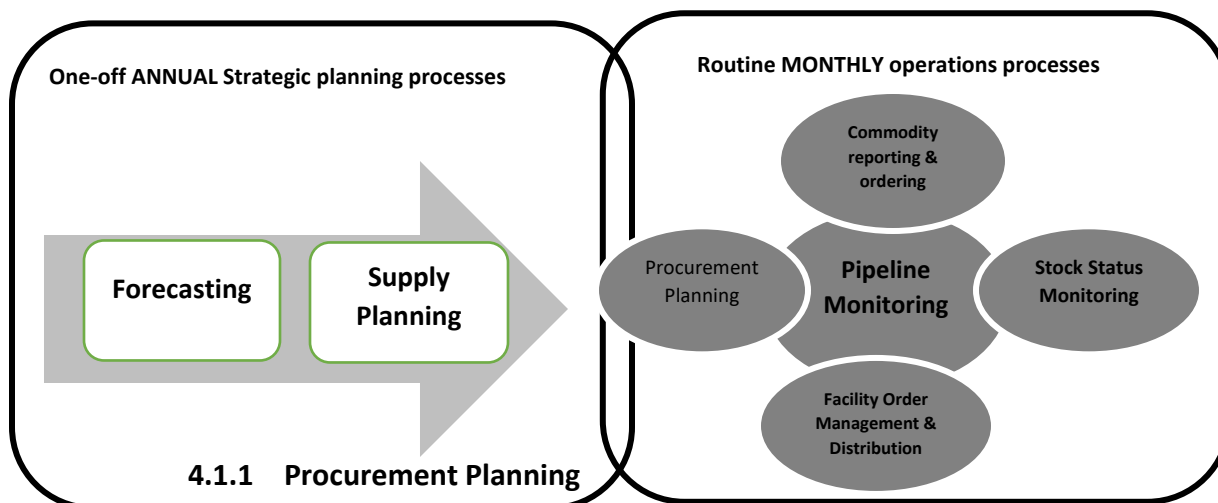 One-off ANNUAL Strategic planning processes
Forecasting
Supply
Planning
4.1.1 Procurement Planning
Routine MONTHLY operations processes
Commodity
reporting &
ordering
Procurement
Planning
Pipeline
Monitoring
Stock Status
Monitoring
Facility Order
Management &
Distribution